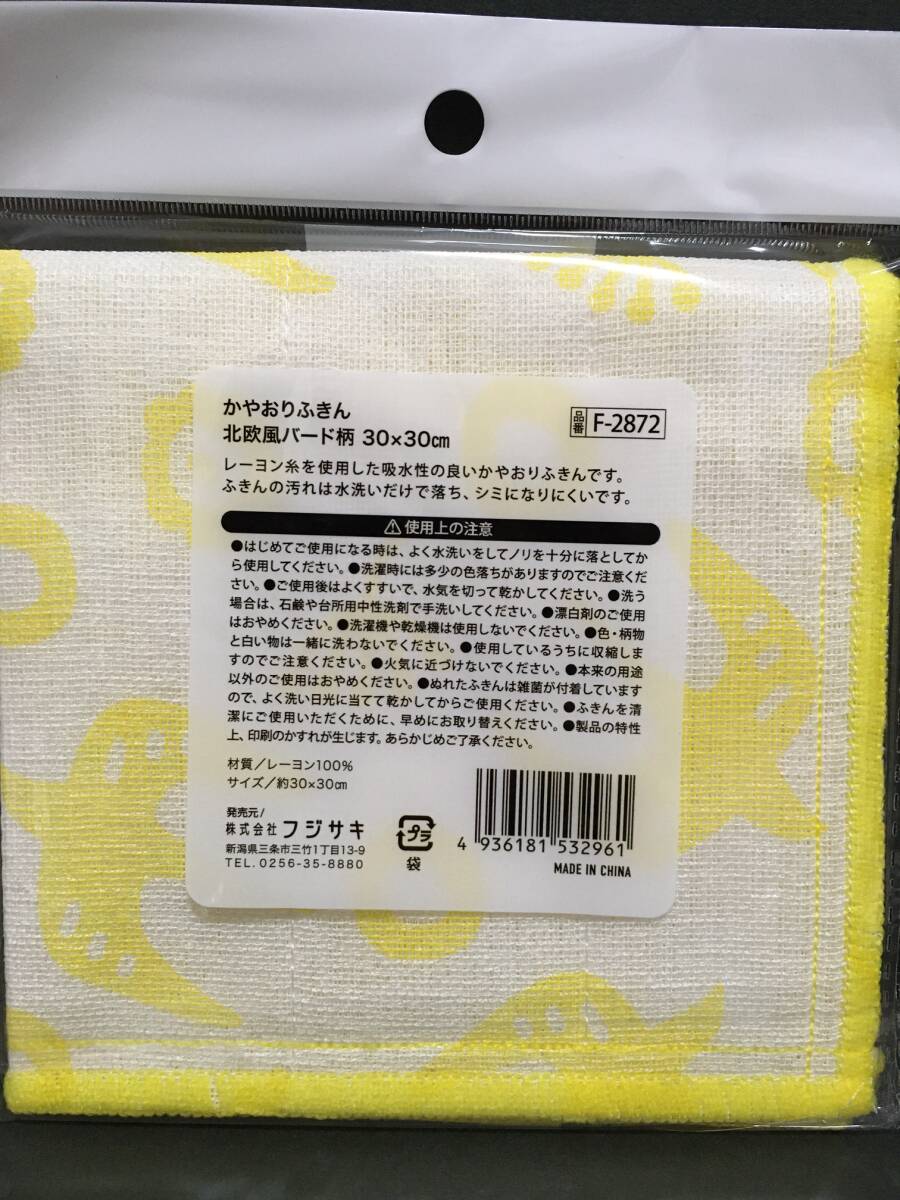 かやおりふきん
北欧風バード柄 30×30㎝
品番 F-2872
レーヨン糸を使用した吸水性の良いかやおりふきんです。
ふきんの汚れは水洗いだけで落ち、シミになりにくいです。
⚠使用上の注意
●はじめてご使用になる時は、よく水洗いをしてノリを十分に落としてか
ら使用してください。●洗濯時には多少の色落ちがありますのでご注意くだ
さい。●ご使用後はよくすすいで、水気を切って乾かしてください。●洗う
場合は、石鹸や台所用中性洗剤で手洗いしてください。●漂白剤のご使用
はおやめください。●洗濯機や乾燥機は使用しないでください。●色・柄物
と白い物は一緒に洗わないでください。●使用しているうちに収縮しま
すのでご注意ください。●火気に近づけないでください。●本来の用途
以外のご使用はおやめください。●ぬれたふきんは雑菌が付着しています
ので、よく洗い日光に当てて乾かしてからご使用ください。●ふきんを清
潔にご使用いただくために、早めにお取り替えください。●製品の特性
上、印刷のかすれが生じます。あらかじめご了承ください。
材質／レーヨン100%
サイズ／約30×30㎝
発売元/
株式会社フジサキ
新潟県三条市三竹1丁目13-9
TEL. 0256-35-8880
プラ
袋
4 936181 532961
MADE IN CHINA